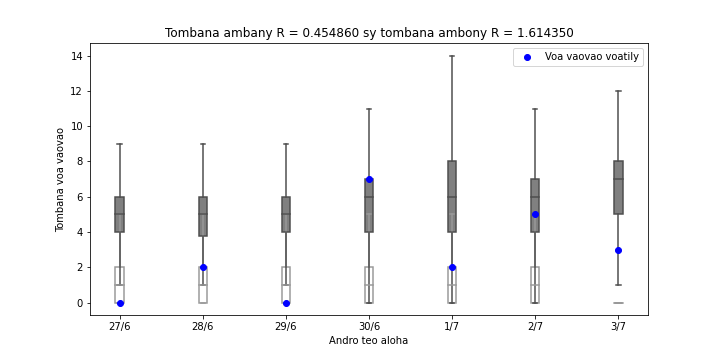 Tombana ambany R = 0.454860 sy tombana ambony R = 1.614350
Voa vaovao voatily
Tombana voa vaovao
14
12
10
8
6
4
2
0
27/6 28/6 29/6 30/6 1/7 2/7 3/7
Andro teo aloha